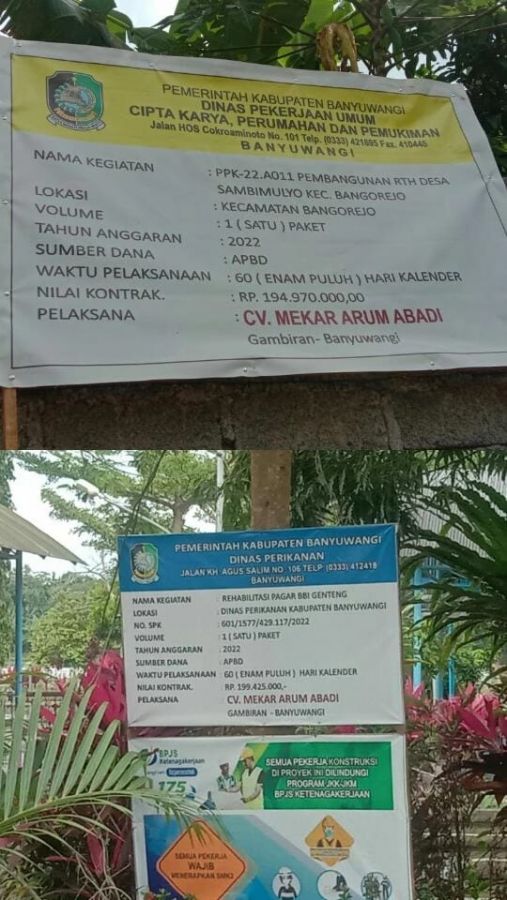 PEMERINTAH KABUPATEN BANYUWANGI
DINAS PEKERJAAN UMUM
CIPTA KARYA, PERUMAHAN DAN PEMUKIMAN
Jalan HOS Cokroaminoto No. 101 Telp. (0333) 421695 Fax. 410445
BANYUWANGI
NAMA KEGIATAN : PPK-22.A011 PEMBANGUNAN RTH DESA
SAMBIMULYO KEC. BANGOREJO
LOKASI : KECAMATAN BANGOREJO
VOLUME : 1 ( SATU ) PAKET
TAHUN ANGGARAN : 2022
SUMBER DANA : APBD
WAKTU PELAKSANAAN : 60 ( ENAM PULUH ) HARI KALENDER
NILAI KONTRAK. : RP. 194.970.000,00
PELAKSANA : CV. MEKAR ARUM ABADI
Gambiran- Banyuwangi
PEMERINTAH KABUPATEN BANYUWANGI
DINAS PERIKANAN
JALAN KH. AGUS SALIM NO. 106 TELP (0333) 412418
BANYUWANGI
NAMA KEGIATAN : REHABILITASI PAGAR BBI GENTENG
LOKASI : DINAS PERIKANAN KABUPATEN BANYUWANGI
NO. SPK : 601/1577/429.117/2022
VOLUME : 1 ( SATU ) PAKET
TAHUN ANGGARAN : 2022
SUMBER DANA : APBD
WAKTU PELAKSANAAN : 60 ( ENAM PULUH ) HARI KALENDER
NILAI KONTRAK. : RP. 199.425.000,-
PELAKSANA : CV. MEKAR ARUM ABADI
GAMBIRAN - BANYUWANGI
BPJS
Ketenagakerjaan
175
SEMUA PEKERJA KONSTRUKSI
DI PROYEK INI DILINDUNGI
PROGRAM JKK-JKM
BPJS KETENAGAKERJAAN
SEMUA PEKERJA
WAJIB
MENERAPKAN SMK3